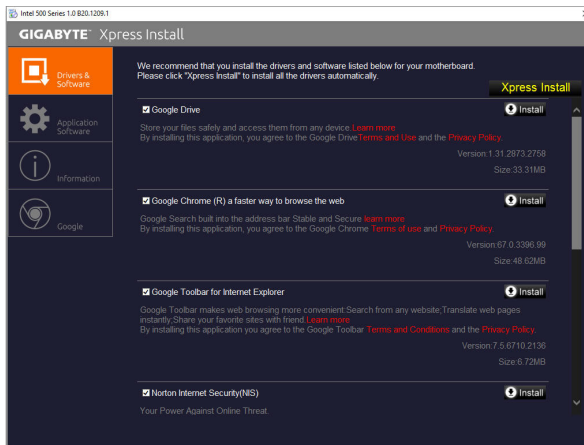 Intel 500 Series 1.0 B20.1209.1
GIGABYTE™ Xpress Install
Drivers &
Software
Application
Software
Information
Google
We recommend that you install the drivers and software listed below for your motherboard.
Please click "Xpress Install" to install all the drivers automatically.
Xpress Install
Google Drive
Install
Store your files safely and access them from any device.Learn more
By installing this application, you agree to the Google DriveTerms and Use and the Privacy Policy.
Version:1.31.2873.2758
Size:33.31MB
Google Chrome (R) a faster way to browse the web
Install
Google Search built into the address bar Stable and Secure learn more
By installing this application, you agree to the Google Chrome Terms of use and Privacy Policy.
Version:67.0.3396.99
Size:48.62MB
Google Toolbar for Internet Explorer
Install
Google Toolbar makes web browsing more convenient:Search from any website;Translate web pages
instantly;Share your favorite sites with friend.Learn more
By installing this application you agree to the Google Toolbar Terms and Conditions and the Privacy Policy.
Version:7.5.6710.2136
Size:6.72MB
Norton Internet Security(NIS)
Install
Your Power Against Online Threat.